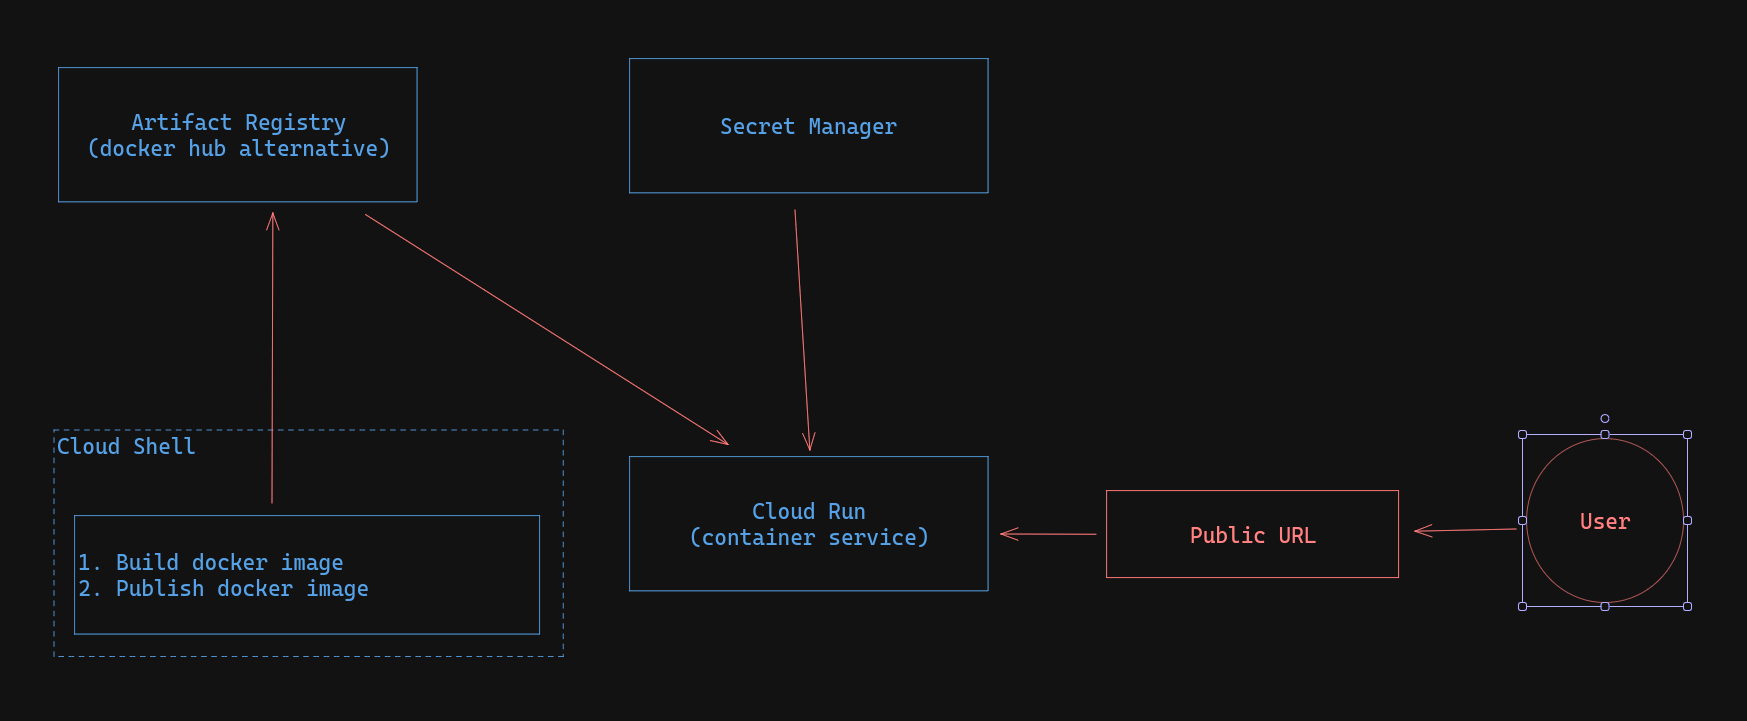 Artifact Registry
(docker hub alternative)
Secret Manager
Cloud Shell
1. Build docker image
2. Publish docker image
Cloud Run
(container service)
Public URL
User